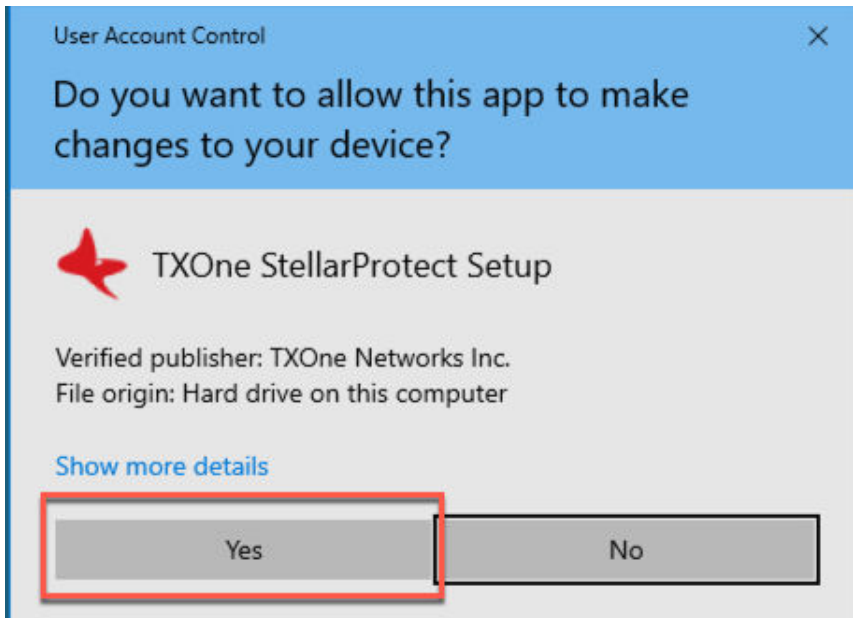 User Account Control
Do you want to allow this app to make
changes to your device?
TXOne StellarProtect Setup
Verified publisher: TXOne Networks Inc.
File origin: Hard drive on this computer
Show more details
Yes
No